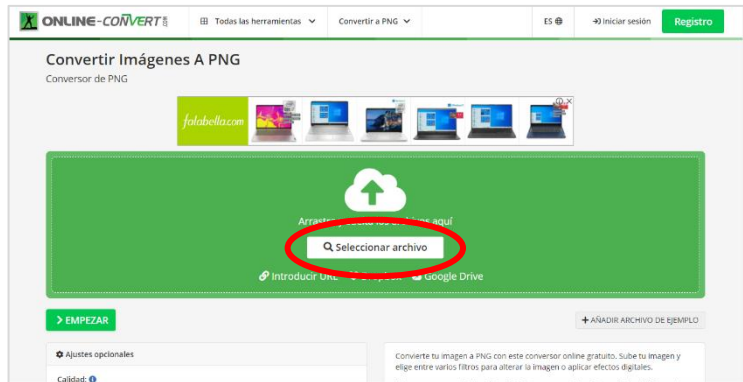 ONLINE-CONVERT.COM Todas las herramientas Convertir a PNG ES Iniciar sesión Registro
Convertir Imágenes A PNG
Conversor de PNG
falabella.com
aquí
Seleccionar archivo
Introducir Google Drive
EMPEZAR + AÑADIR ARCHIVO DE EJEMPLO
Ajustes opcionales
Convierte tu imagen a PNG con este conversor online gratuito. Sube tu imagen y
elige entre varios filtros para alterar la imagen o aplicar efectos digitales.
Calidad: